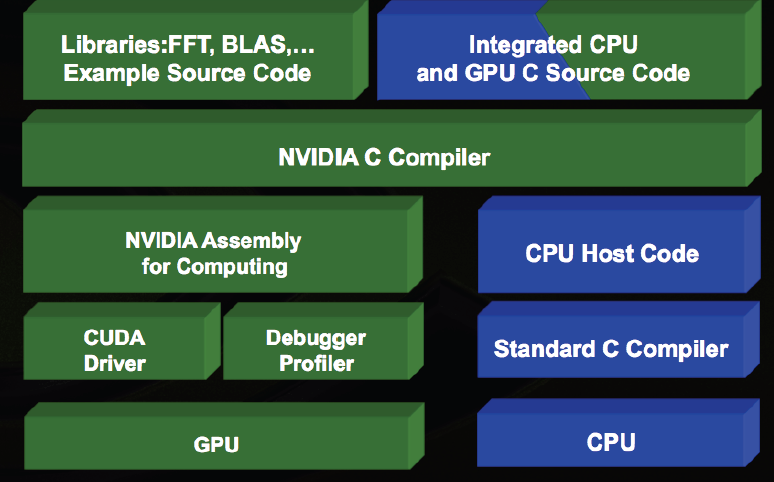 Libraries:FFT, BLAS,…
Example Source Code
Integrated CPU
and GPU C Source Code
NVIDIA C Compiler
NVIDIA Assembly
for Computing
CPU Host Code
CUDA
Driver
Debugger
Profiler
Standard C Compiler
GPU
CPU